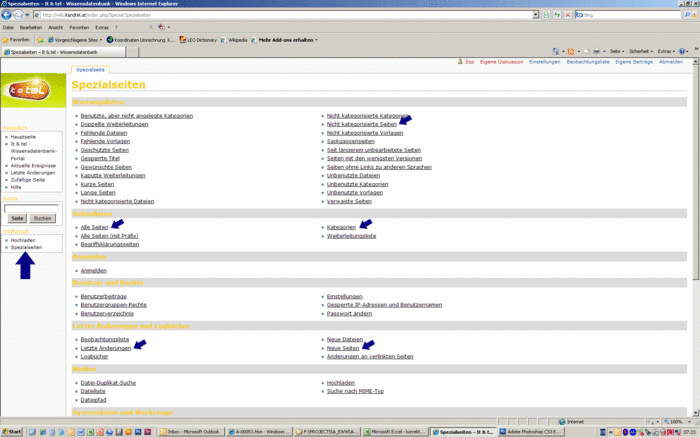 Spezialseiten - It & tel - Wissensdatenbank - Windows Internet Explorer
http://wiki.itandtel.at/index.php/Spezial:Spezialseiten
Bing
Datei Bearbeiten Ansicht Favoriten Extras ?
Favoriten Vorgeschlagene Sites Koordinaten Umrechnung LEO Dictionary Wikipedia Mehr Add-ons erhalten
Spezialseiten - It & tel - Wissensdatenbank
Seite Sicherheit Extras
Eigene Diskussion Einstellungen Beobachtungsliste Eigene Beiträge Abmelden
Spezialseite
Spezialseiten
it & tel
Navigation
Hauptseite
It & tel - Wissensdatenbank-Portal
Aktuelle Ereignisse
Letzte Änderungen
Zufällige Seite
Hilfe
Suche
Seite Suchen
Werkzeuge
Hochladen
Spezialseiten
Wartungslisten
Benutzte, aber nicht angelegte Kategorien
Doppelte Weiterleitungen
Fehlende Dateien
Fehlende Vorlagen
Geschützte Seiten
Gesperrte Titel
Gewünschte Seiten
Kaputte Weiterleitungen
Kurze Seiten
Lange Seiten
Nicht kategorisierte Dateien
Nicht kategorisierte Kategorien
Nicht kategorisierte Seiten
Nicht kategorisierte Vorlagen
Sackgassenseiten
Seit längerem unbearbeitete Seiten
Seiten mit den wenigsten Versionen
Seiten ohne Links zu anderen Sprachen
Unbenutzte Dateien
Unbenutzte Kategorien
Unbenutzte Vorlagen
Verwaiste Seiten
Seitenlisten
Alle Seiten
Alle Seiten (mit Präfix)
Begriffsklärungsseiten
Kategorien
Weiterleitungsliste
Anmelden
Anmelden
Benutzer und Rechte
Benutzerbeiträge
Benutzergruppen-Rechte
Benutzerverzeichnis
Einstellungen
Gesperrte IP-Adressen und Benutzernamen
Passwort ändern
Letzte Änderungen und Logbücher
Beobachtungsliste
Letzte Änderungen
Logbücher
Neue Dateien
Neue Seiten
Änderungen an verlinkten Seiten
Medien
Datei-Duplikat-Suche
Dateiliste
Dateipfad
Hochladen
Suche nach MIME-Typ
Systemdaten und Werkzeuge
Internet 100%
Start Inbox - Microsoft Outlook A-00053.htm - Windows ... Microsoft Excel - korrekt... Spezialseiten - It & t... Adobe Photoshop CS3 E... 07:21